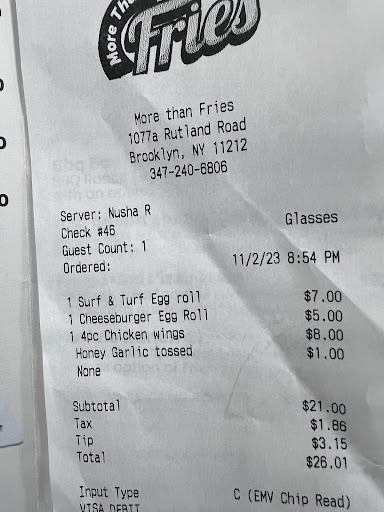 More Tha
Fries
More than Fries
1077a Rutland Road
Brooklyn, NY 11212
347-240-6806
Server: Nusha R
Glasses
Check #46
Guest Count: 1
Ordered: 11/2/23 8:54 PM
1 Surf & Turf Egg roll $7.00
1 Cheeseburger Egg Roll $5.00
1 4pc Chicken wings $8.00
Honey Garlic tossed $1.00
None
Subtotal $21.00
Tax $1.86
Tip $3.15
Total $26.01
Input Type C (EMV Chip Read)
VISA DEBIT